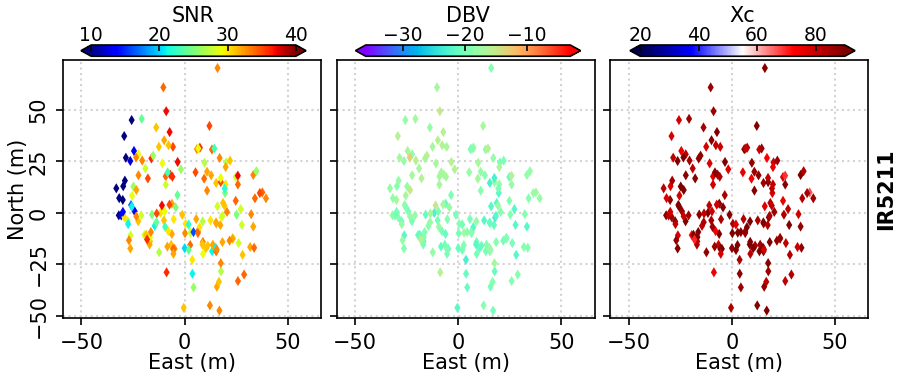 SNR DBV Xc
10 20 30 40 −30 −20 −10 20 40 60 80
50
25
0
−25
−50
North (m)
−50 0 50 −50 0 50 −50 0 50
East (m) East (m) East (m)
IR5211